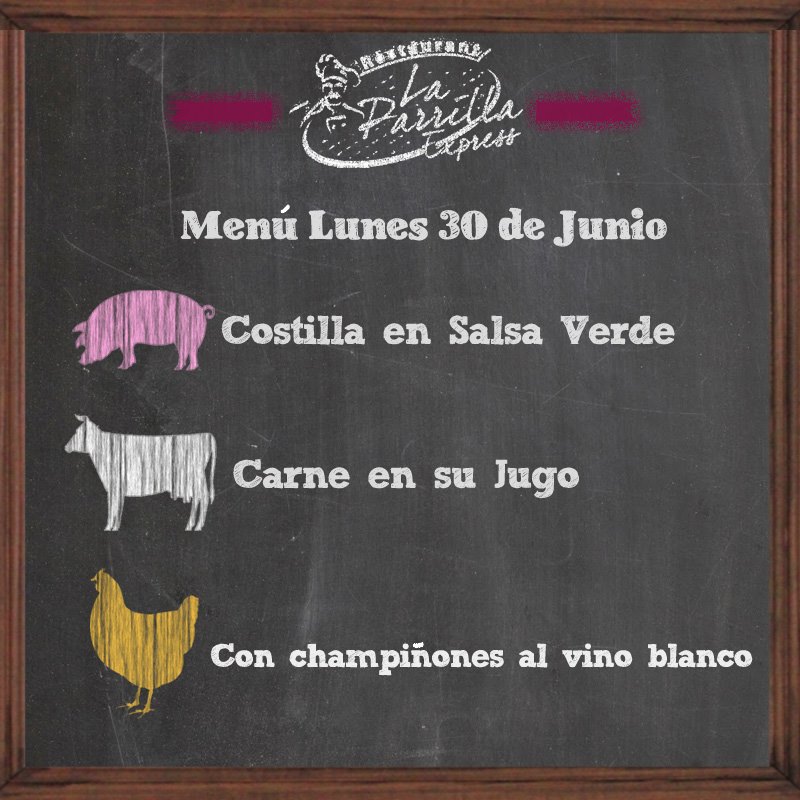 Restaurant
La
Parrilla
Express
Menú Lunes 30 de Junio
Costilla en Salsa Verde
Carne en su Jugo
Con champiñones al vino blanco